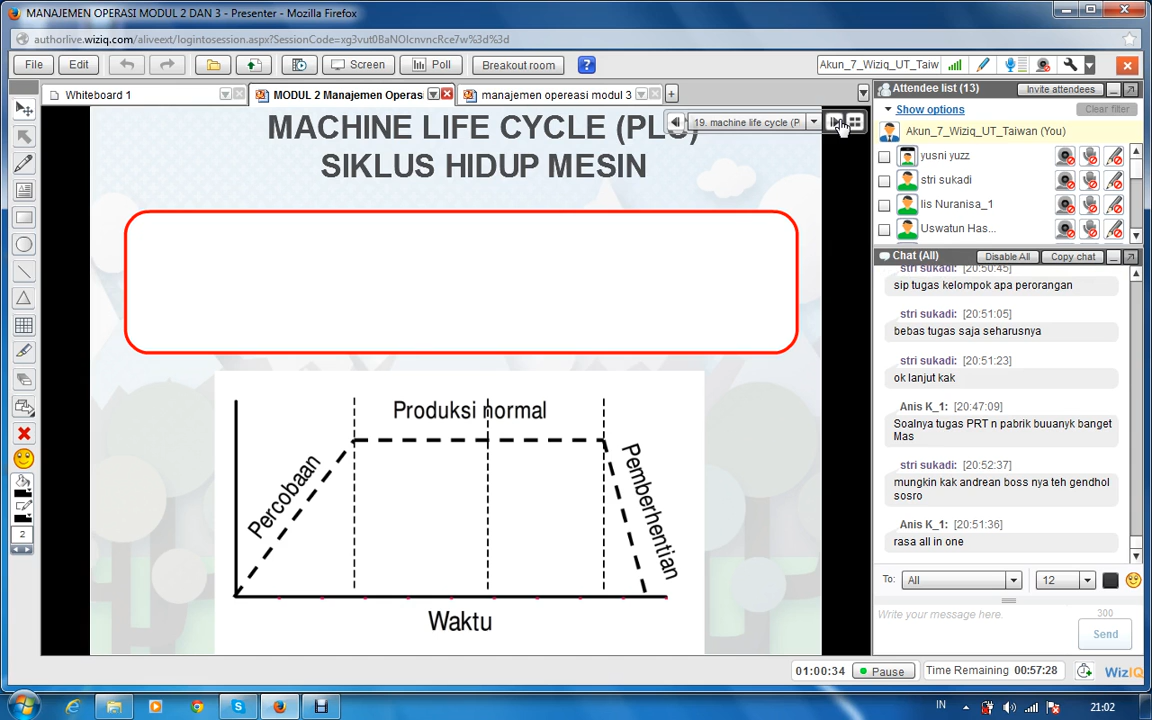 MANAJEMEN OPERASI MODUL 2 DAN 3 - Presenter - Mozilla Firefox
authorlive.wiziq.com/aliveext/logintosession.aspx?SessionCode=xg3vut0BaNOIcnvncRce7w%3d%3d
File Edit Screen Poll Breakout room ? Akun_7_Wiziq_UT_Taiw
Whiteboard 1 MODUL 2 Manajemen Operas manajemen opereasi modul 3
19. machine life cycle (P
MACHINE LIFE CYCLE (PLC)
SIKLUS HIDUP MESIN
Produksi normal
Percobaan
Pemberhentian
Waktu
2
Attendee list (13) Invite attendees
Show options Clear filter
Akun_7_Wiziq_UT_Taiwan (You)
yusni yuzz
stri sukadi
Iis Nuranisa_1
Uswatun Has...
Chat (All) Disable All Copy chat
stri sukadi: [20:50:45]
sip tugas kelompok apa perorangan
stri sukadi: [20:51:05]
bebas tugas saja seharusnya
stri sukadi: [20:51:23]
ok lanjut kak
Anis K_1: [20:47:09]
Soalnya tugas PRT n pabrik buuanyk banget
Mas
stri sukadi: [20:52:37]
mungkin kak andrean boss nya teh gendhol
sosro
Anis K_1: [20:51:36]
rasa all in one
To: All 12
Write your message here. 300
Send
01:00:34 Pause Time Remaining 00:57:28 WizIQ
IN 21:02